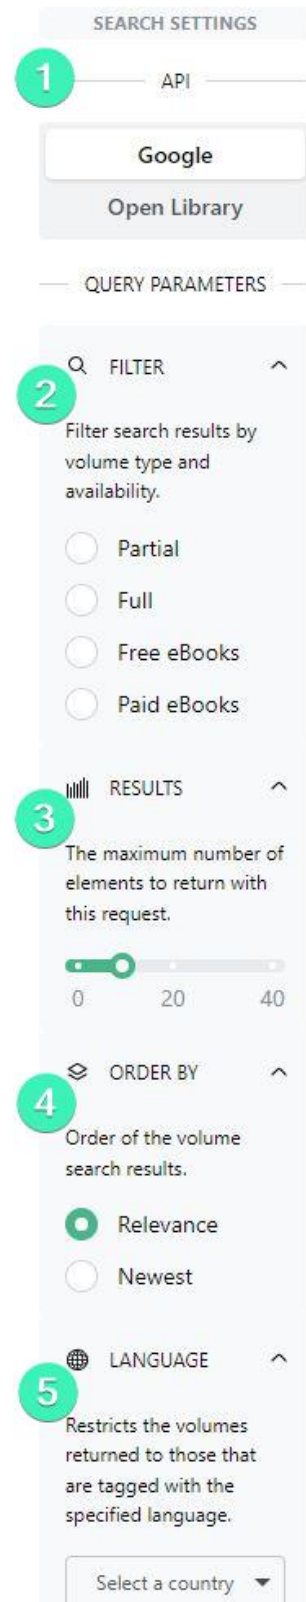 SEARCH SETTINGS
1
API
Google
Open Library
QUERY PARAMETERS
FILTER
2
Filter search results by
volume type and
availability.
Partial
Full
Free eBooks
Paid eBooks
RESULTS
3
The maximum number of
elements to return with
this request.
0 20 40
ORDER BY
4
Order of the volume
search results.
Relevance
Newest
LANGUAGE
5
Restricts the volumes
returned to those that
are tagged with the
specified language.
Select a country